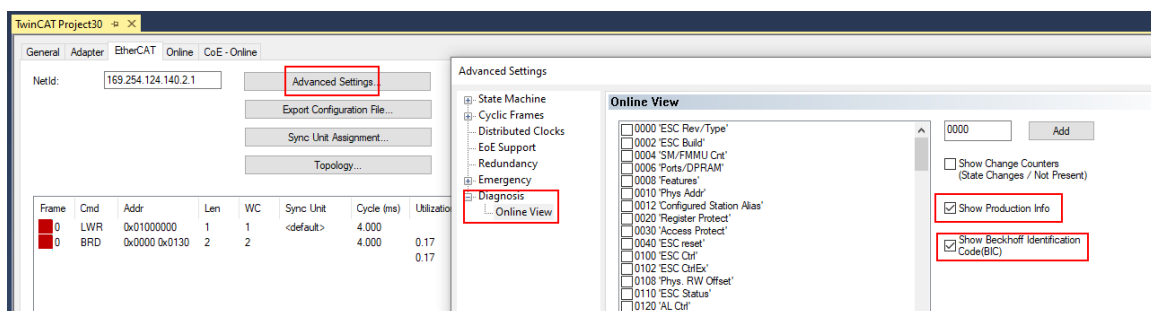 TwinCAT Project30
General Adapter EtherCAT Online CoE - Online
NetId: 169.254.124.140.2.1
Advanced Settings...
Export Configuration File...
Sync Unit Assignment...
Topology...
Frame Cmd Addr Len WC Sync Unit Cycle (ms) Utilizatio
0 LWR 0x01000000 1 1 <default> 4.000
0 BRD 0x0000 0x0130 2 2 4.000 0.17
0.17
Advanced Settings
State Machine
Cyclic Frames
Distributed Clocks
EoE Support
Redundancy
Emergency
Diagnosis
Online View
Online View
0000 'ESC Rev/Type'
0002 'ESC Build'
0004 'SM/FMMU Cnt'
0006 'Ports/DPRAM'
0008 'Features'
0010 'Phys Addr'
0012 'Configured Station Alias'
0020 'Register Protect'
0030 'Access Protect'
0040 'ESC reset'
0100 'ESC Ctrl'
0102 'ESC CtrlEx'
0108 'Phys. RW Offset'
0110 'ESC Status'
0120 'AL Ctrl'
0000 Add
Show Change Counters
(State Changes / Not Present)
Show Production Info
Show Beckhoff Identification
Code(BIC)